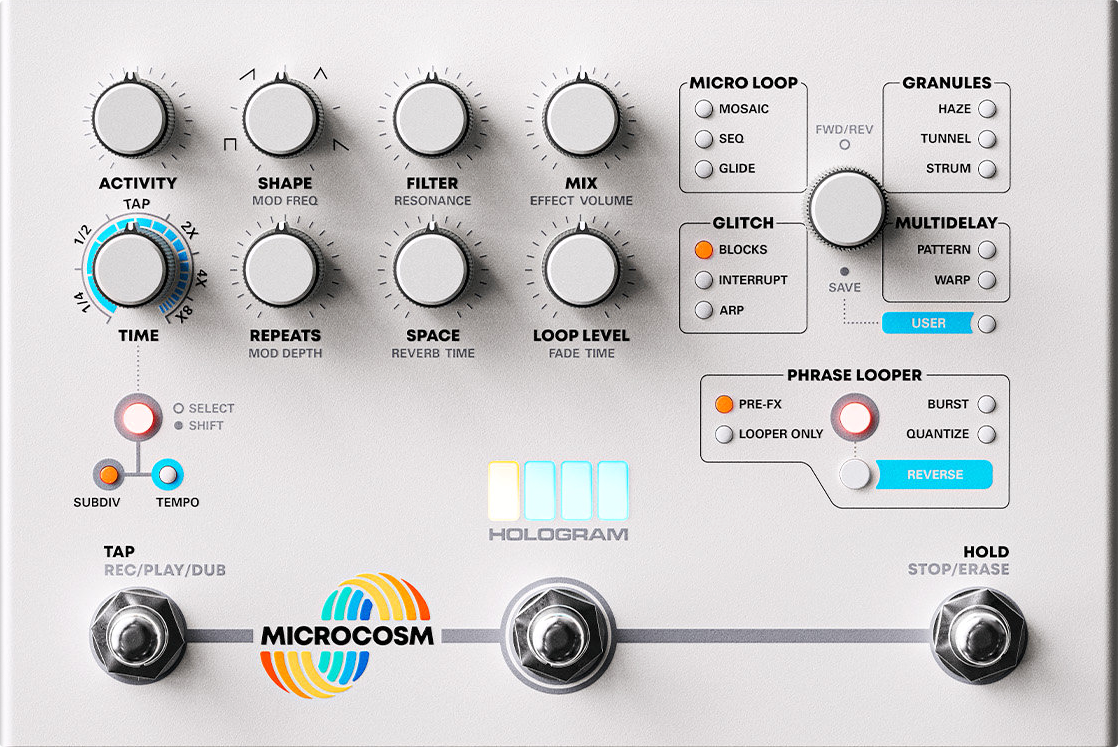 ACTIVITY
SHAPE
MOD FREQ
FILTER
RESONANCE
MIX
EFFECT VOLUME
1/4
1/2
TAP
2X
4X
8X
TIME
REPEATS
MOD DEPTH
SPACE
REVERB TIME
LOOP LEVEL
FADE TIME
MICRO LOOP
MOSAIC
SEQ
GLIDE
FWD/REV
GRANULES
HAZE
TUNNEL
STRUM
GLITCH
BLOCKS
INTERRUPT
ARP
SAVE
MULTIDELAY
PATTERN
WARP
USER
SELECT
SHIFT
SUBDIV
TEMPO
PHRASE LOOPER
PRE-FX
LOOPER ONLY
BURST
QUANTIZE
REVERSE
HOLOGRAM
TAP
REC/PLAY/DUB
MICROCOSM
HOLD
STOP/ERASE